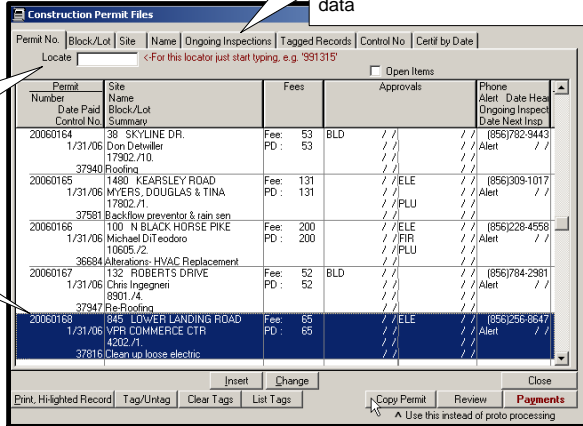 data
Construction Permit Files
Permit No. Block/Lot Site Name Ongoing Inspections Tagged Records Control No Certif by Date
Locate <-For this locator just start typing, e.g. '991315'
Open Items
Permit Site Fees Approvals Phone
Number Name Alert Date Hear
Date Paid Block/Lot Ongoing Inspect
Control No. Summary Date Next Insp
20060164 38 SKYLINE DR. Fee: 53 BLD / / / / (856)782-9443
1/31/06 Don Detwiller PD : 53 / / / / Alert / /
17902./10. / / / /
37940 Roofing / / / /
20060165 1480 KEARSLEY ROAD Fee: 131 / / ELE / / (856)309-1017
1/31/06 MYERS, DOUGLAS & TINA PD : 131 / / / / Alert / /
17802./1. / / PLU / /
37581 Backflow preventor & rain sen / / / /
20060166 100 N BLACK HORSE PIKE Fee: 200 / / ELE / / (856)228-4558
1/31/06 Michael DiTeodoro PD : 200 / / FIR / / Alert / /
10605./2. / / PLU / /
36684 Alterations- HVAC Replacement / / / /
20060167 132 ROBERTS DRIVE Fee: 52 BLD / / / / (856)784-2981
1/31/06 Chris Ingegneri PD : 52 / / / / Alert / /
8901./4. / / / /
37947 Re-Roofing / / / /
20060168 845 LOWER LANDING ROAD Fee: 65 / / ELE / / (856)256-8647
1/31/06 VPR COMMERCE CTR PD : 65 / / / / Alert / /
4202./1. / / / /
37816 Clean up loose electric / / / /
Insert Change Close
Print, Hi-lighted Record Tag/Untag Clear Tags List Tags Copy Permit Review Payments
^ Use this instead of proto processing